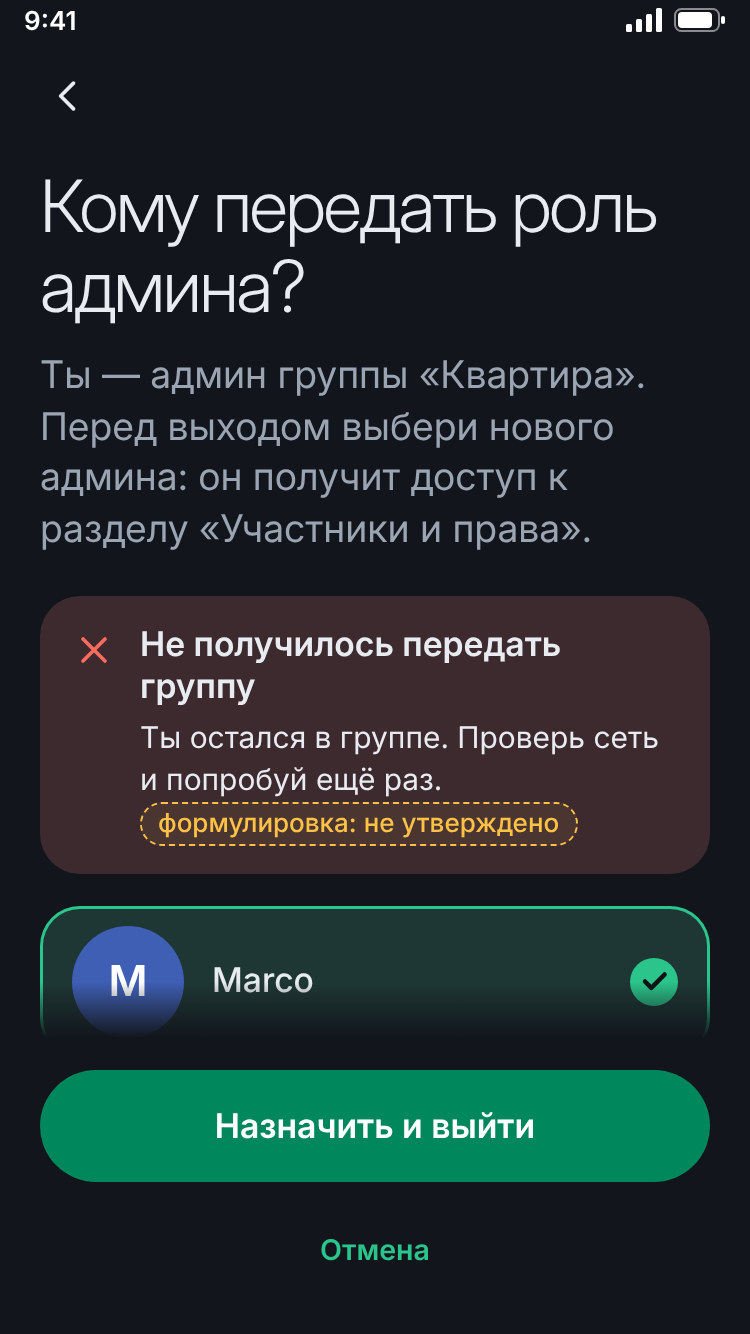 9:41
Кому передать роль
админа?
Ты — админ группы «Квартира».
Перед выходом выбери нового
админа: он получит доступ к
разделу «Участники и права».
Не получилось передать
группу
Ты остался в группе. Проверь сеть
и попробуй ещё раз.
формулировка: не утверждено
M
Marco
Назначить и выйти
Отмена